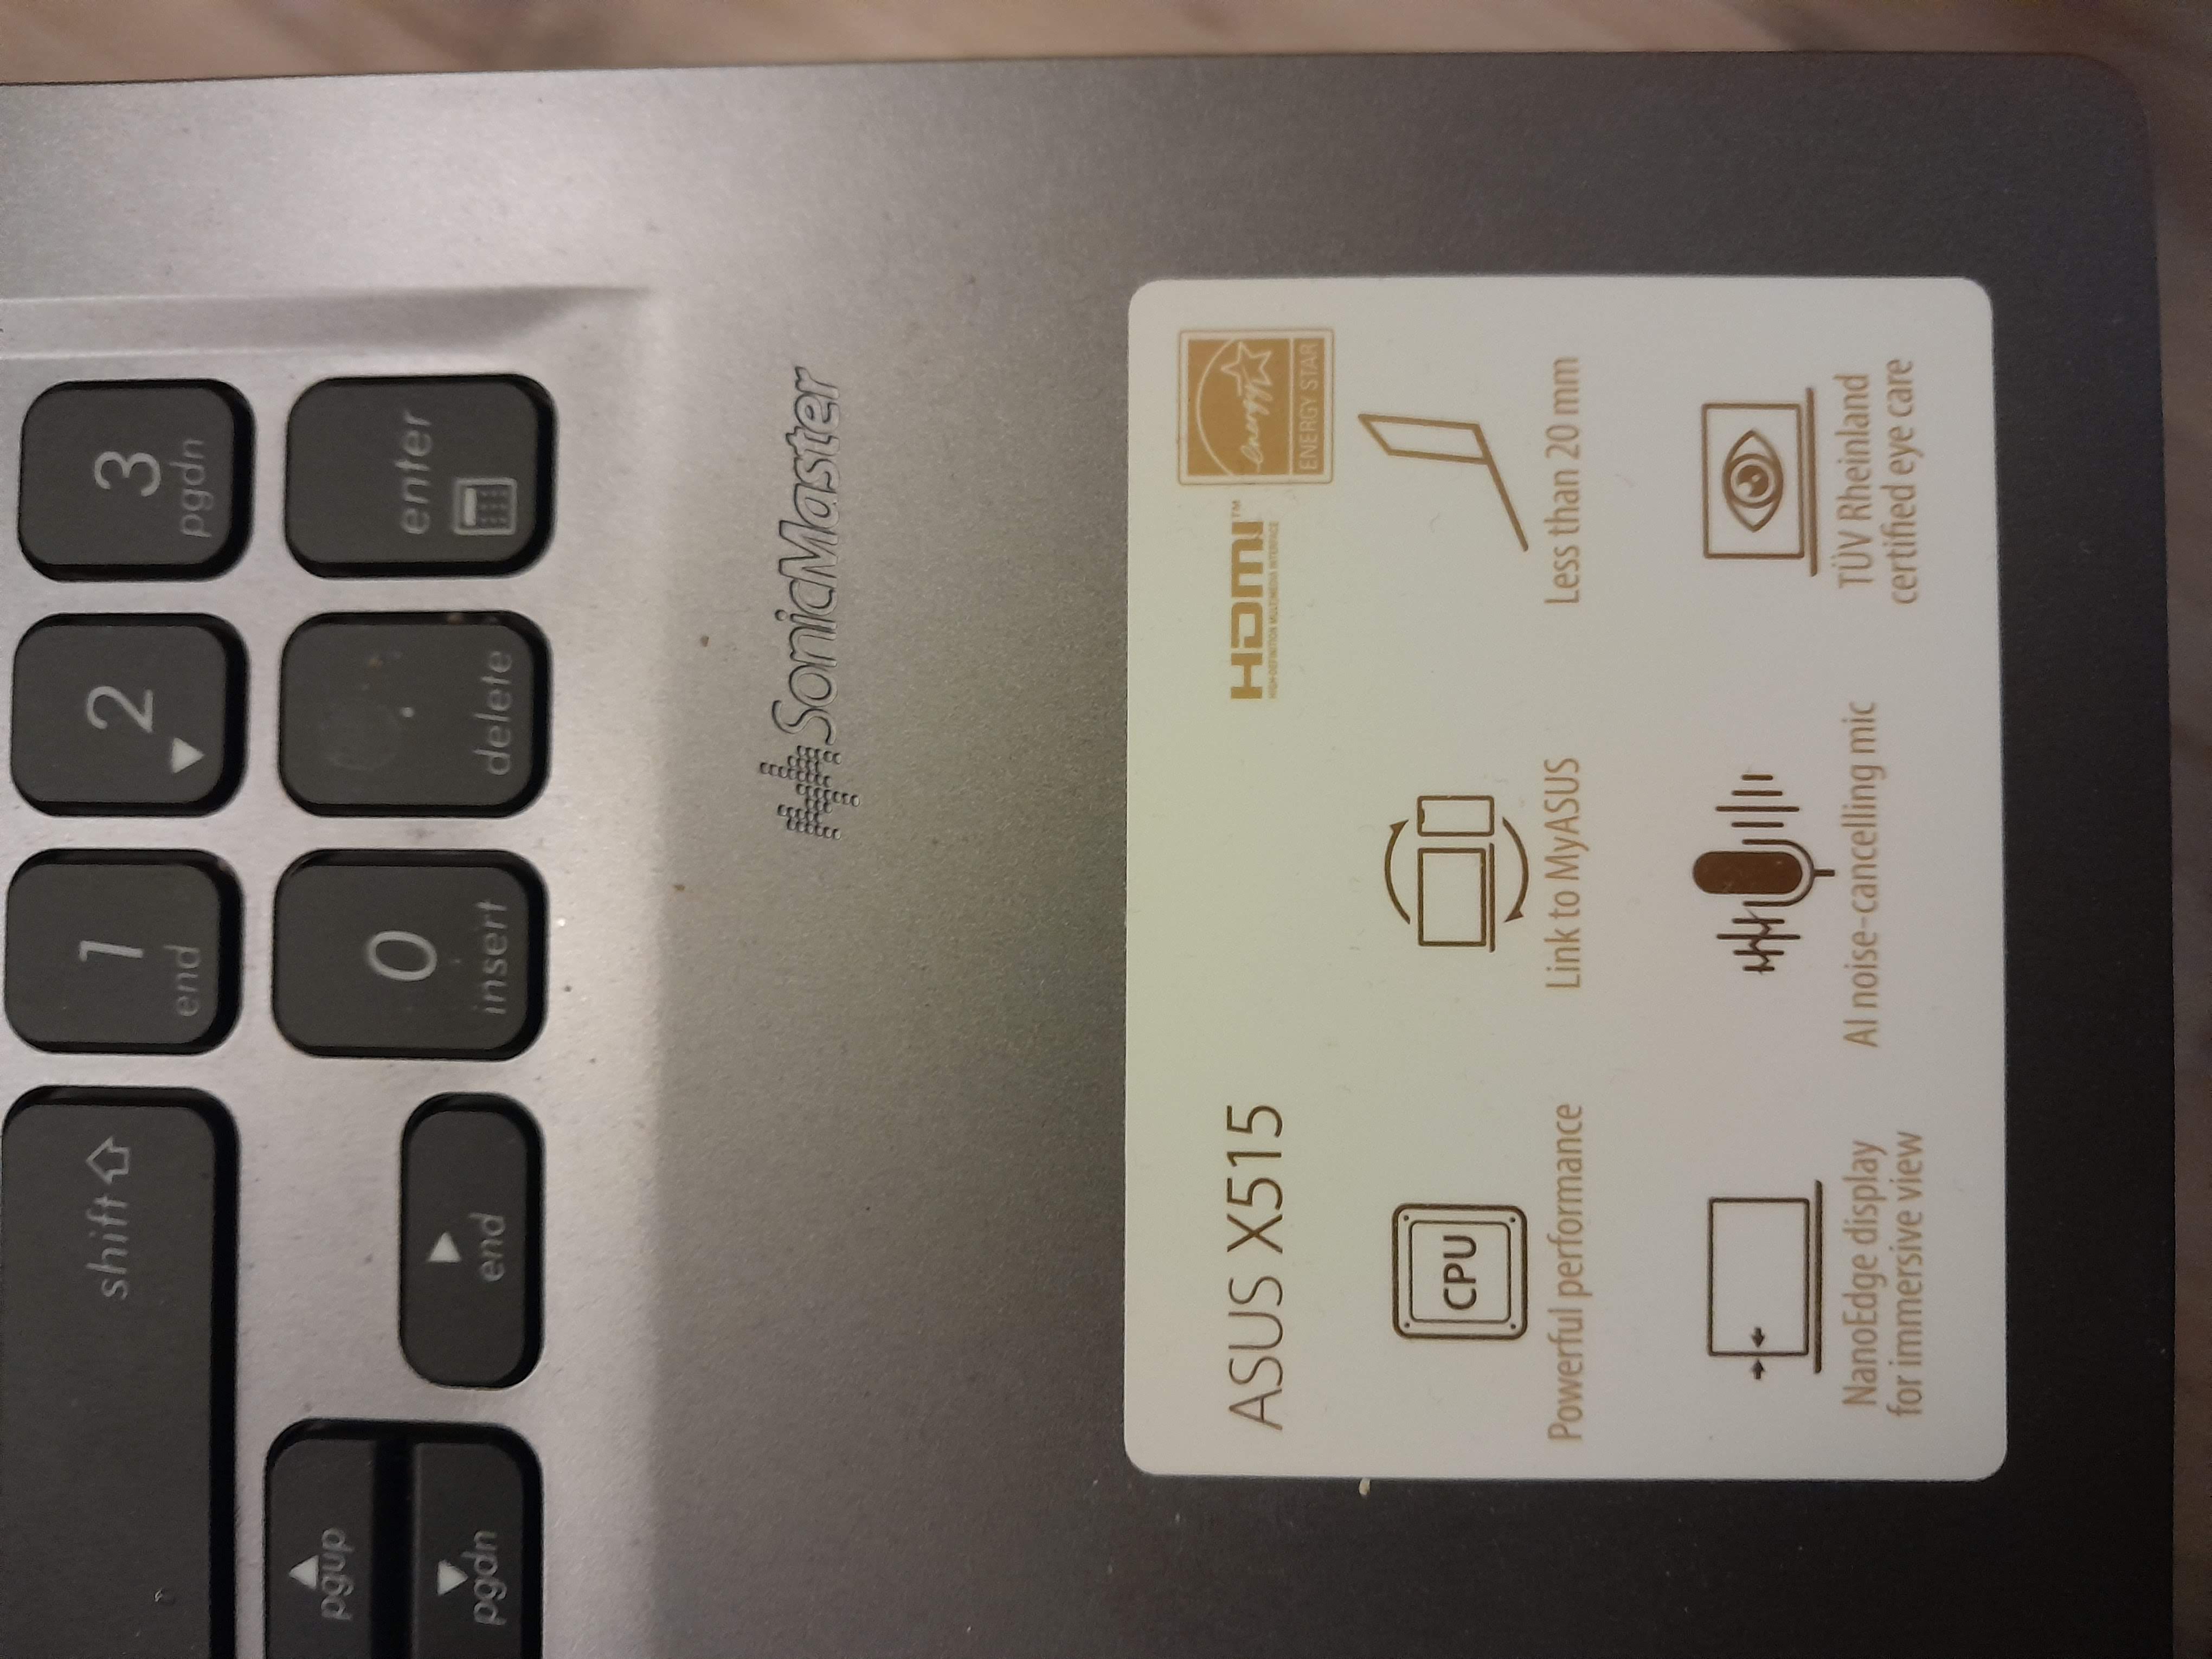 shift
1
end
2
3
pgdn
pgup
pgdn
end
0
insert
.
delete
enter
SonicMaster
ASUS X515
HDMI™
HIGH-DEFINITION MULTIMEDIA INTERFACE
energy
ENERGY STAR
CPU
Powerful performance
Link to MyASUS
Less than 20 mm
NanoEdge display
for immersive view
AI noise-cancelling mic
TÜV Rheinland
certified eye care